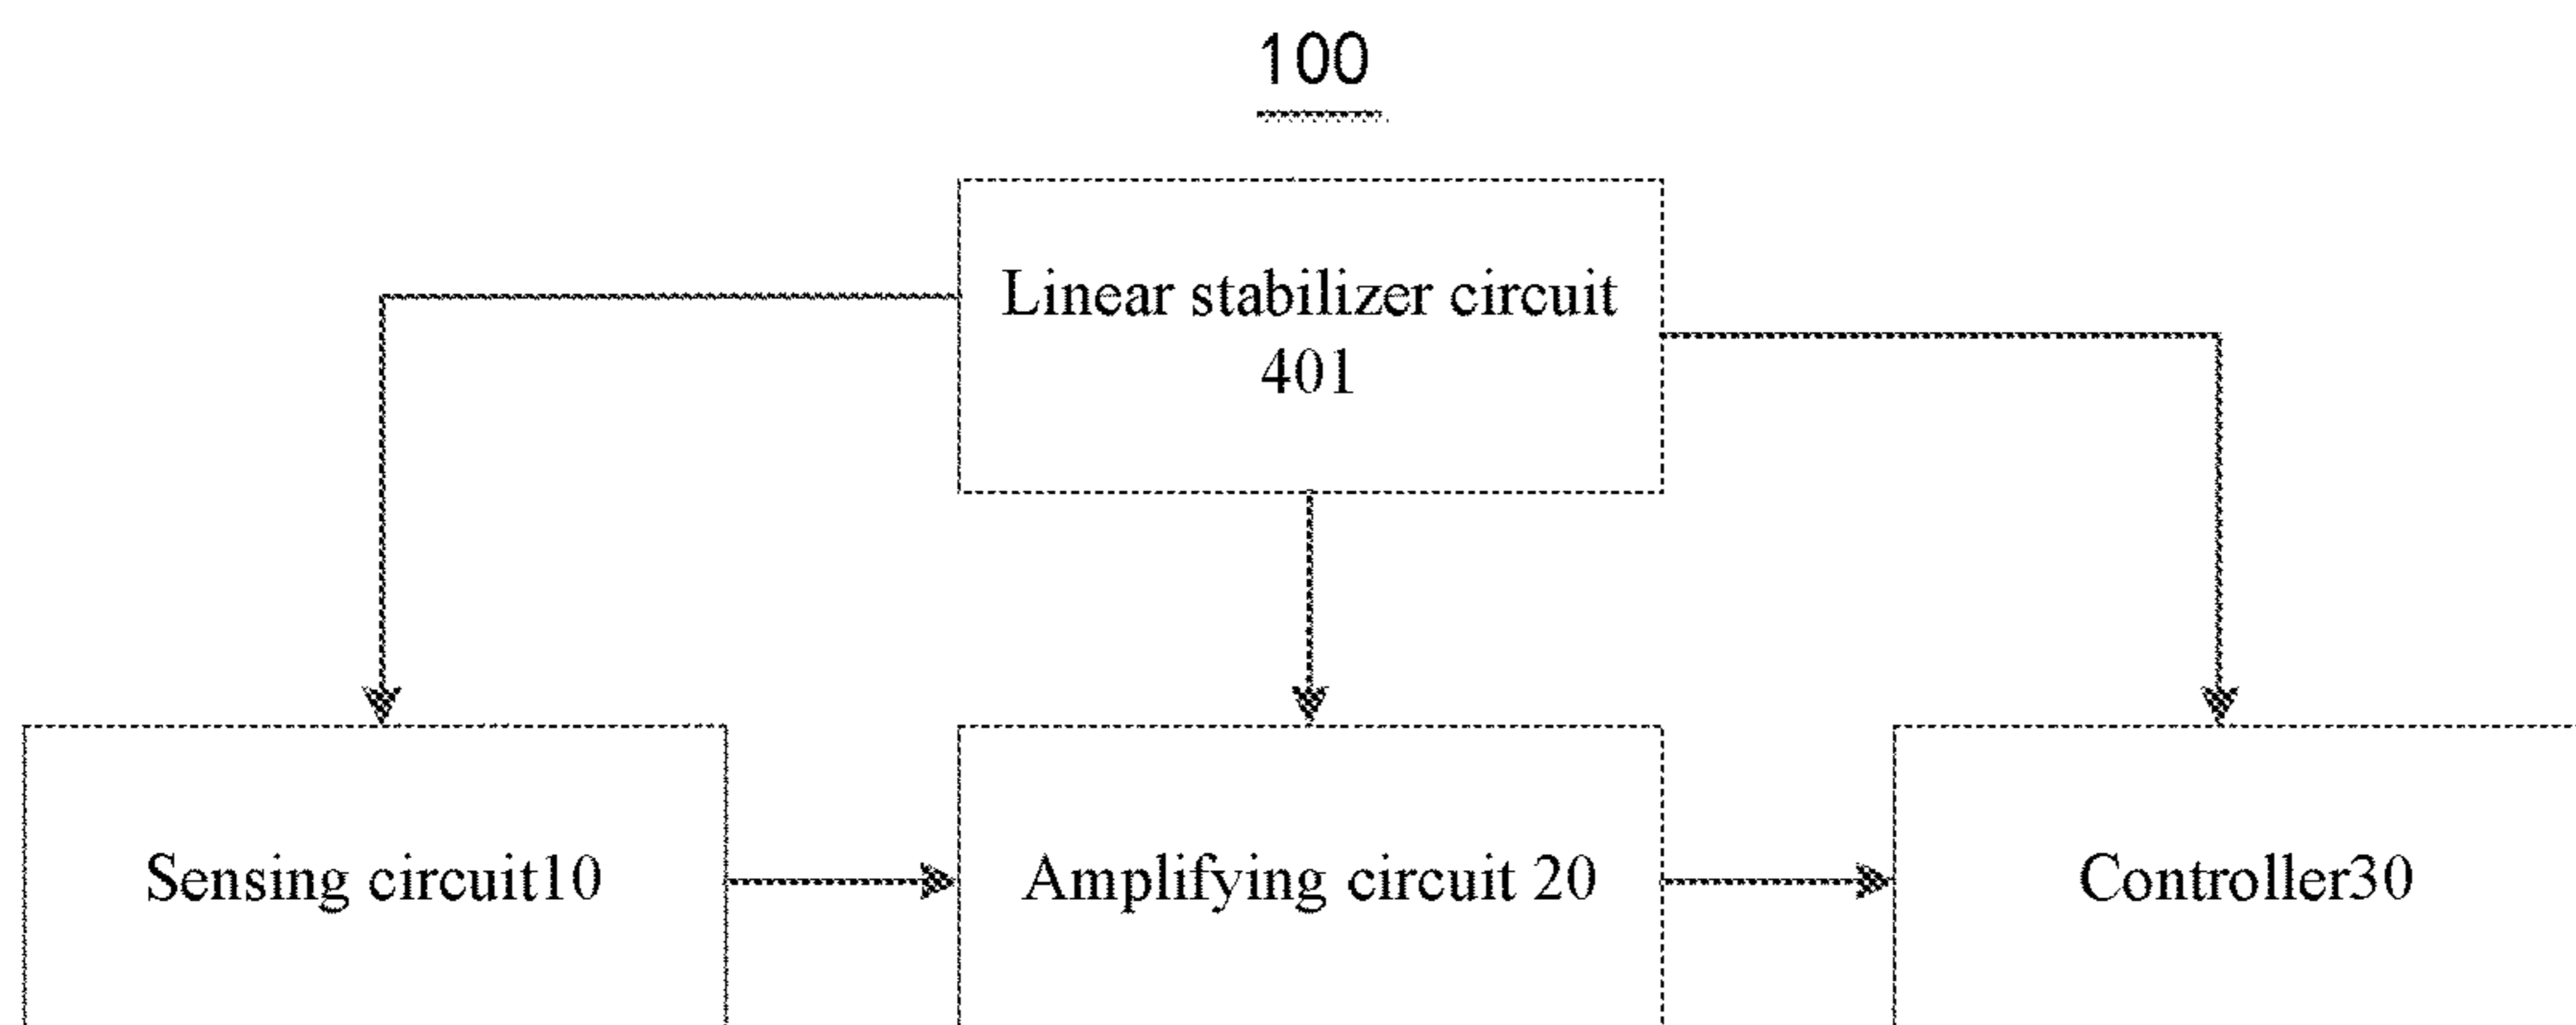 100
Linear stabilizer circuit
401
Sensing circuit10
Amplifying circuit 20
Controller30